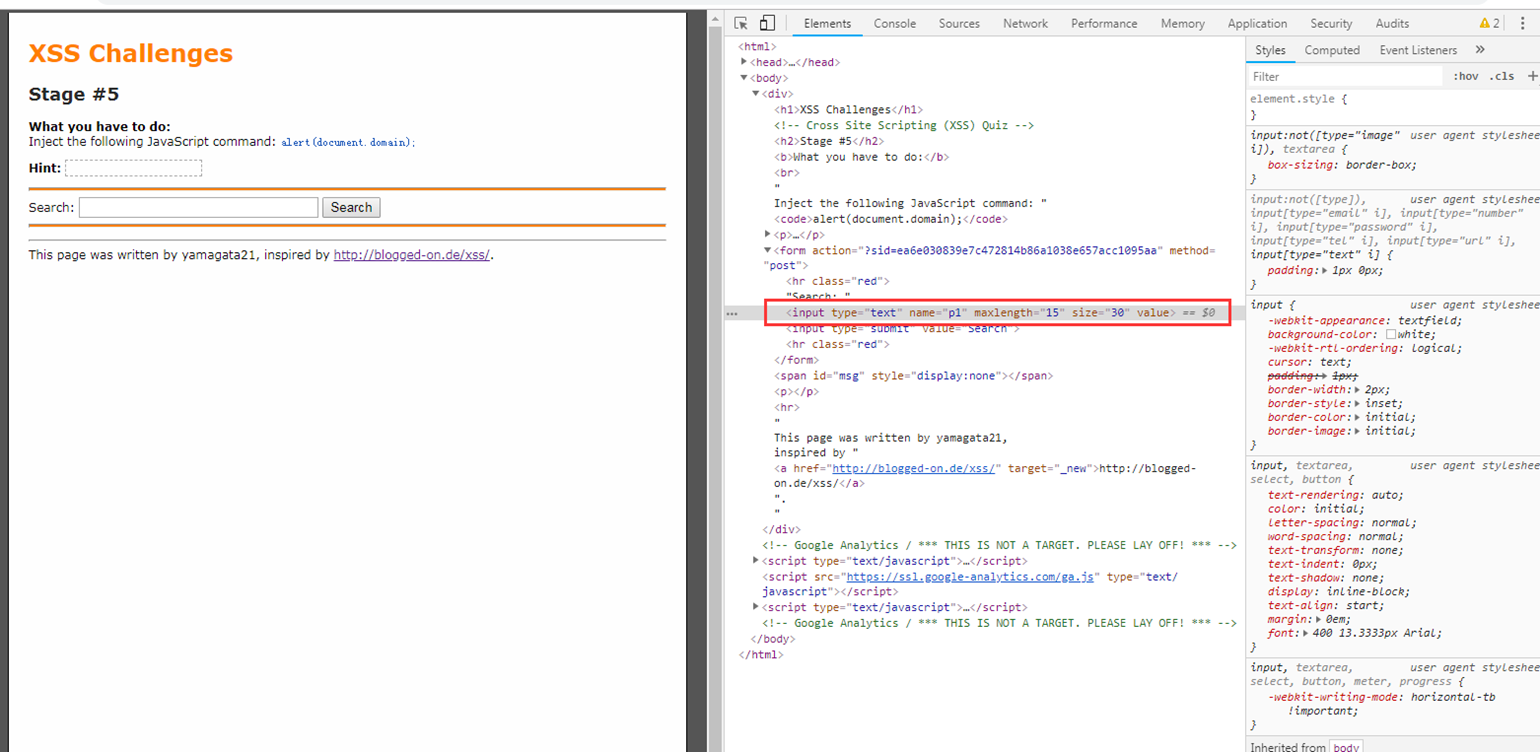 XSS Challenges
Stage #5
What you have to do:
Inject the following JavaScript command: alert(document.domain);
Hint:
Search: Search
This page was written by yamagata21, inspired by http://blogged-on.de/xss/.
Elements Console Sources Network Performance Memory Application Security Audits 2
<html>
<head>…</head>
<body>
<div>
<h1>XSS Challenges</h1>
<!-- Cross Site Scripting (XSS) Quiz -->
<h2>Stage #5</h2>
<b>What you have to do:</b>
<br>
"
Inject the following JavaScript command: "
<code>alert(document.domain);</code>
<p>…</p>
<form action="?sid=ea6e030839e7c472814b86a1038e657acc1095aa" method=
"post">
<hr class="red">
"Search: "
… <input type="text" name="p1" maxlength="15" size="30" value> == $0
<input type="submit" value="Search">
<hr class="red">
</form>
<span id="msg" style="display:none"></span>
<p></p>
<hr>
"
This page was written by yamagata21,
inspired by "
<a href="http://blogged-on.de/xss/" target="_new">http://blogged-
on.de/xss/</a>
".
"
</div>
<!-- Google Analytics / *** THIS IS NOT A TARGET. PLEASE LAY OFF! *** -->
<script type="text/javascript">…</script>
<script src="https://ssl.google-analytics.com/ga.js" type="text/
javascript"></script>
<script type="text/javascript">…</script>
<!-- Google Analytics / *** THIS IS NOT A TARGET. PLEASE LAY OFF! *** -->
</body>
</html>
Styles Computed Event Listeners »
Filter :hov .cls +
element.style {
}
input:not([type="image" user agent styleshee
i]), textarea {
box-sizing: border-box;
}
input:not([type]), user agent styleshee
input[type="email" i], input[type="number"
i], input[type="password" i],
input[type="tel" i], input[type="url" i],
input[type="text" i] {
padding: 1px 0px;
}
input { user agent styleshee
-webkit-appearance: textfield;
background-color: white;
-webkit-rtl-ordering: logical;
cursor: text;
padding: 1px;
border-width: 2px;
border-style: inset;
border-color: initial;
border-image: initial;
}
input, textarea, user agent styleshee
select, button {
text-rendering: auto;
color: initial;
letter-spacing: normal;
word-spacing: normal;
text-transform: none;
text-indent: 0px;
text-shadow: none;
display: inline-block;
text-align: start;
margin: 0em;
font: 400 13.3333px Arial;
}
input, textarea, user agent styleshee
select, button, meter, progress {
-webkit-writing-mode: horizontal-tb
!important;
}
Inherited from body